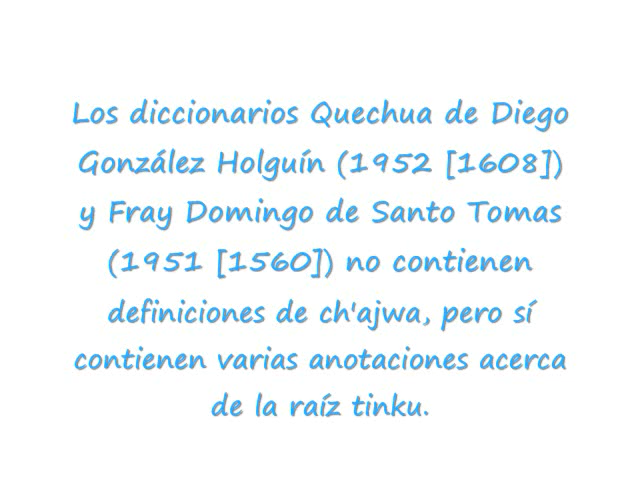 Los diccionarios Quechua de Diego
González Holguín (1952 [1608])
y Fray Domingo de Santo Tomas
(1951 [1560]) no contienen
definiciones de ch'ajwa, pero sí
contienen varias anotaciones acerca
de la raíz tinku.